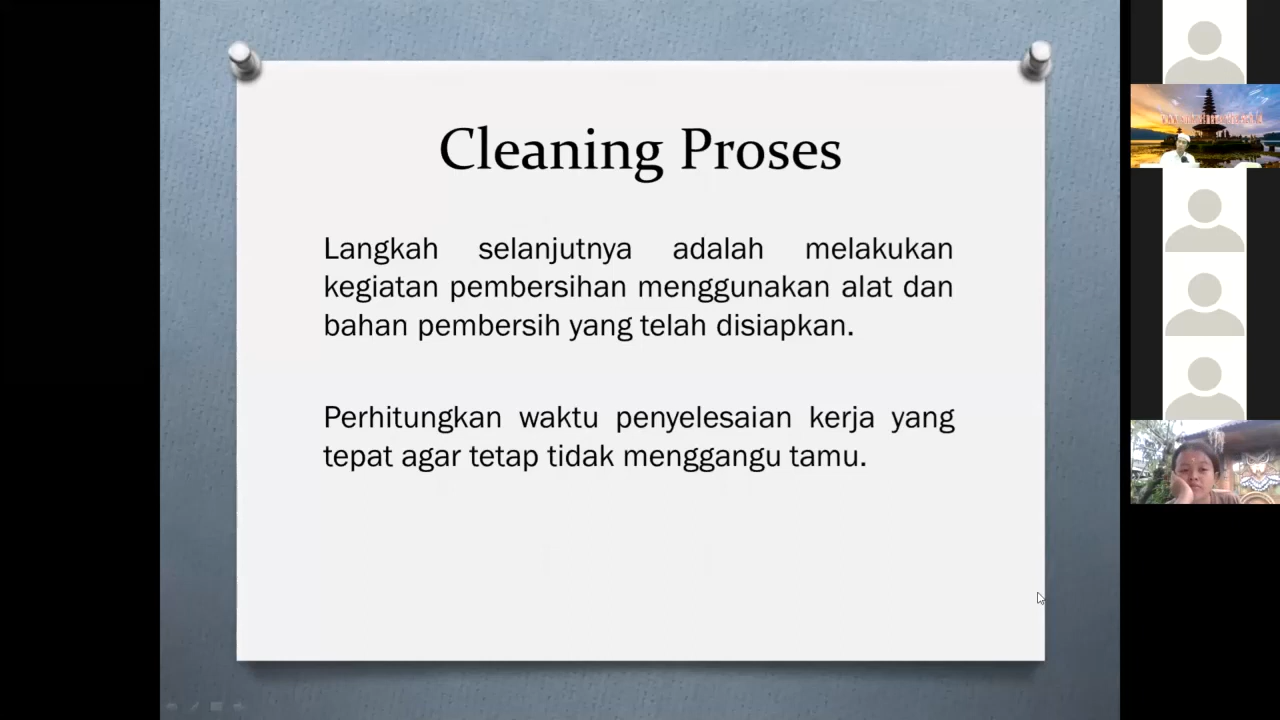 Cleaning Proses
Langkah selanjutnya adalah melakukan
kegiatan pembersihan menggunakan alat dan
bahan pembersih yang telah disiapkan.
Perhitungkan waktu penyelesaian kerja yang
tepat agar tetap tidak menggangu tamu.